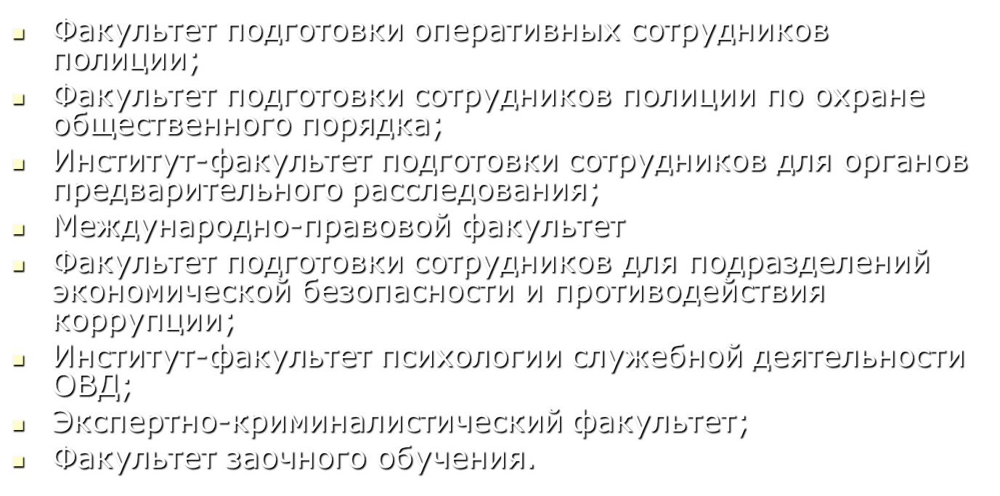 Факультет подготовки оперативных сотрудников
полиции;
Факультет подготовки сотрудников полиции по охране
общественного порядка;
Институт-факультет подготовки сотрудников для органов
предварительного расследования;
Международно-правовой факультет
Факультет подготовки сотрудников для подразделений
экономической безопасности и противодействия
коррупции;
Институт-факультет психологии служебной деятельности
ОВД;
Экспертно-криминалистический факультет;
Факультет заочного обучения.